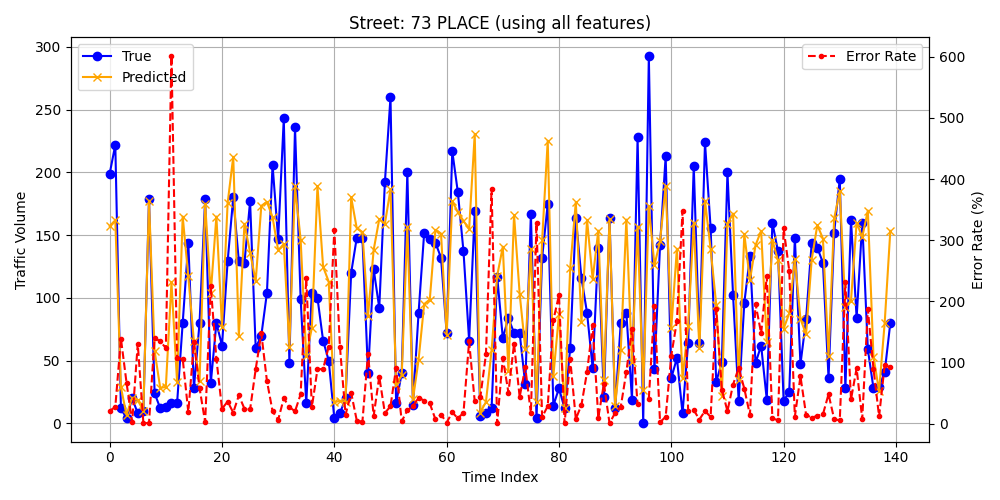 Street: 73 PLACE (using all features)
True
Predicted
Error Rate
300
250
200
150
100
50
0
Traffic Volume
600
500
400
300
200
100
0
Error Rate (%)
0 20 40 60 80 100 120 140
Time Index